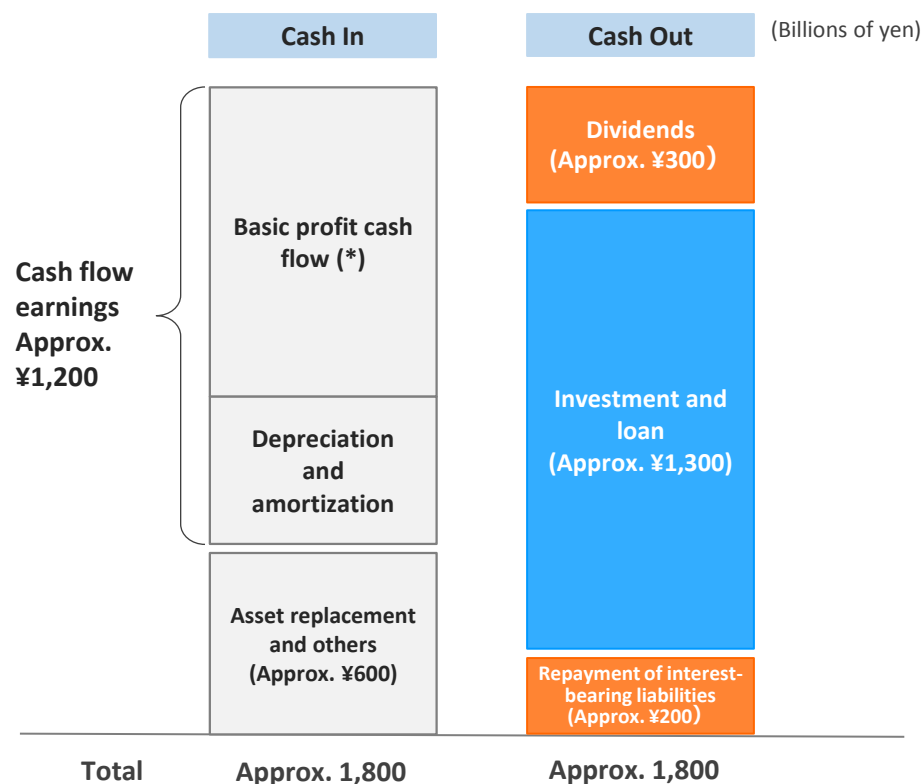 Cash In
Cash Out
(Billions of yen)
Cash flow
earnings
Approx.
¥1,200
Basic profit cash
flow (*)
Depreciation
and
amortization
Asset replacement
and others
(Approx. ¥600)
Dividends
(Approx. ¥300）
Investment and
loan
(Approx. ¥1,300)
Repayment of interest-
bearing liabilities
(Approx. ¥200）
Total
Approx. 1,800
Approx. 1,800